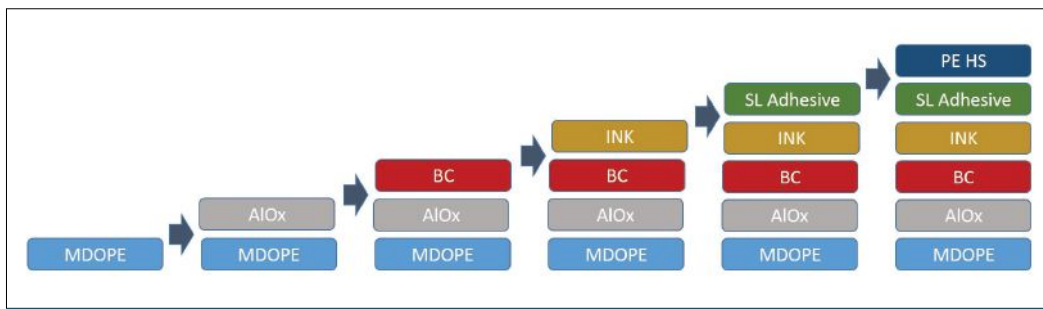 MDOPE
AlOx
MDOPE
BC
AlOx
MDOPE
INK
BC
AlOx
MDOPE
SL Adhesive
INK
BC
AlOx
MDOPE
PE HS
SL Adhesive
INK
BC
AlOx
MDOPE